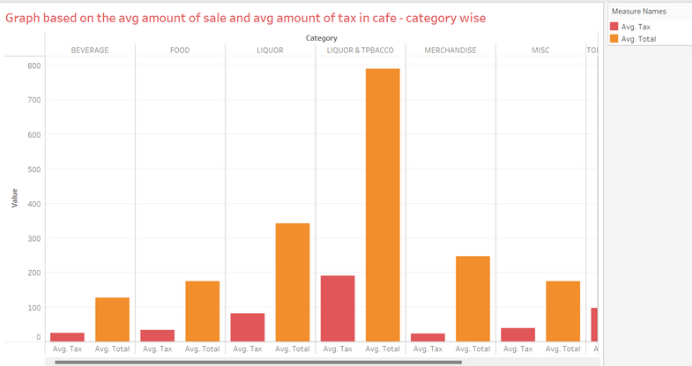 Graph based on the avg amount of sale and avg amount of tax in cafe - category wise
Measure Names
Avg. Tax
Avg. Total
Category
BEVERAGE FOOD LIQUOR LIQUOR & TPBACCO MERCHANDISE MISC
800
700
600
500
400
300
200
100
0
Value
Avg. Tax Avg. Total Avg. Tax Avg. Total Avg. Tax Avg. Total Avg. Tax Avg. Total Avg. Tax Avg. Total Avg. Tax Avg. Total